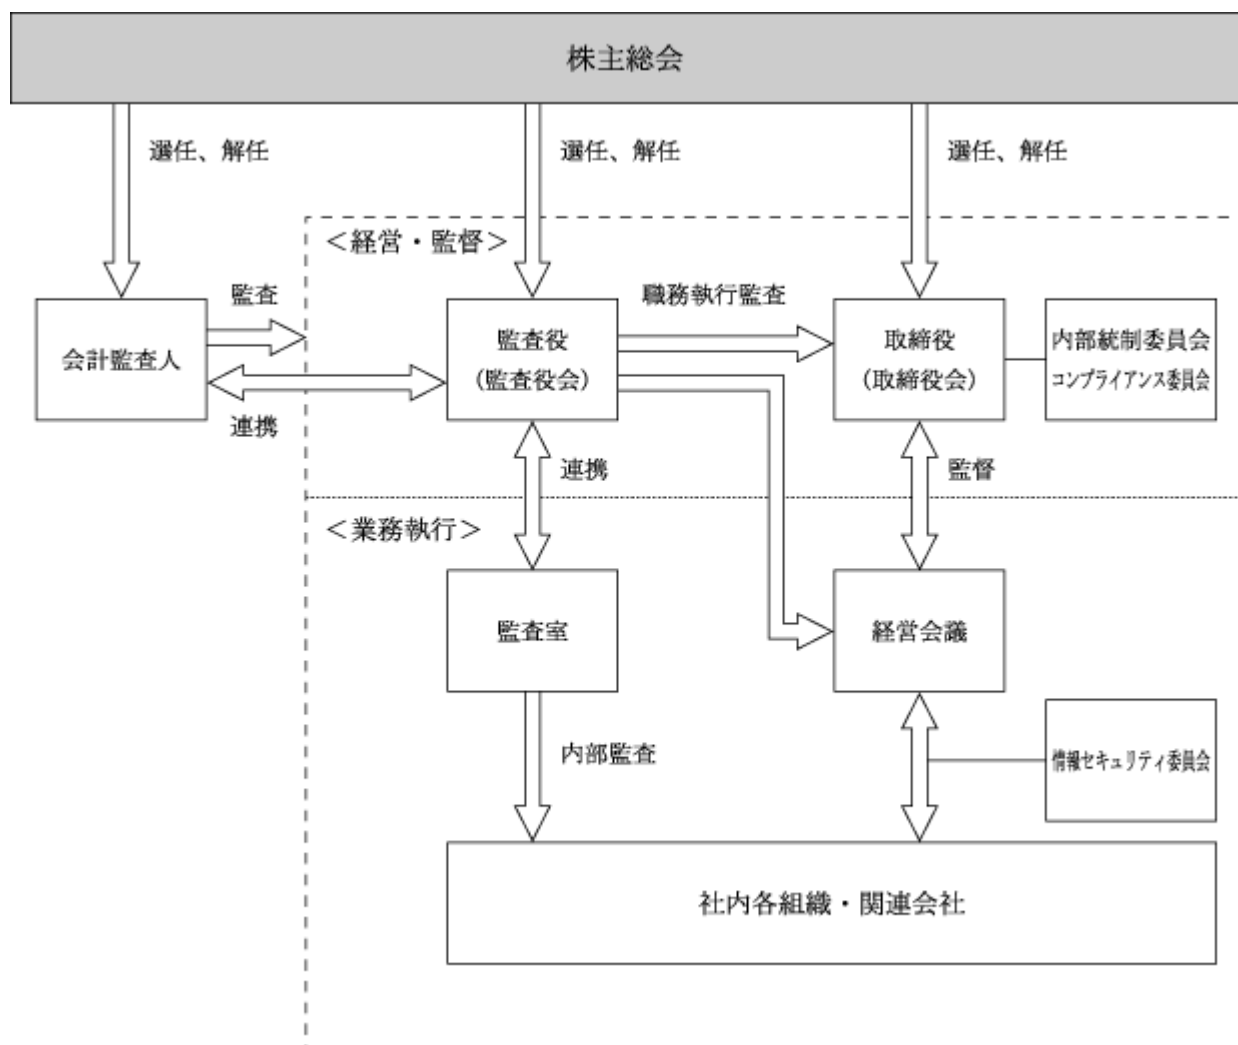 株主総会
選任、解任
選任、解任
選任、解任
＜経営・監督＞
監査
職務執行監査
会計監査人
監査役
（監査役会）
取締役
（取締役会）
内部統制委員会
コンプライアンス委員会
連携
連携
監督
＜業務執行＞
監査室
経営会議
内部監査
情報セキュリティ委員会
社内各組織・関連会社